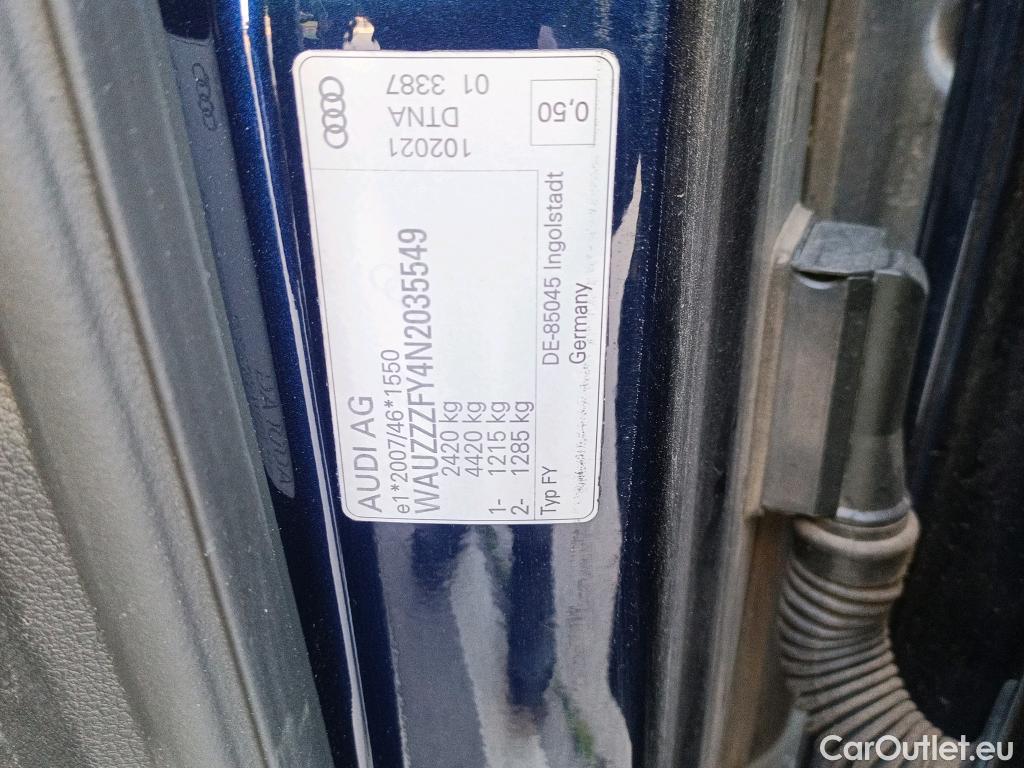 AUDI AG
e1*2007/46*1550
WAUZZZFY4N2035549
2420 kg
4420 kg
1- 1215 kg
2- 1285 kg
Typ FY
DE-85045 Ingolstadt
Germany
102021
DTNA
01 3387
0,50
CarOutlet.eu